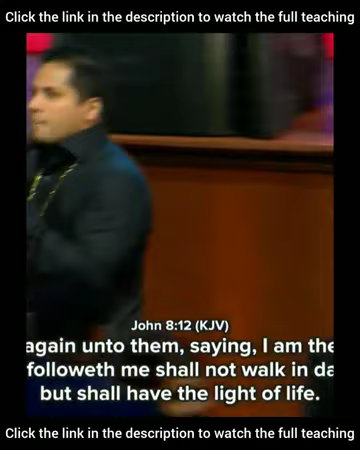 Click the link in the description to watch the full teaching
John 8:12 (KJV)
again unto them, saying, I am the
followeth me shall not walk in da
but shall have the light of life.
Click the link in the description to watch the full teaching